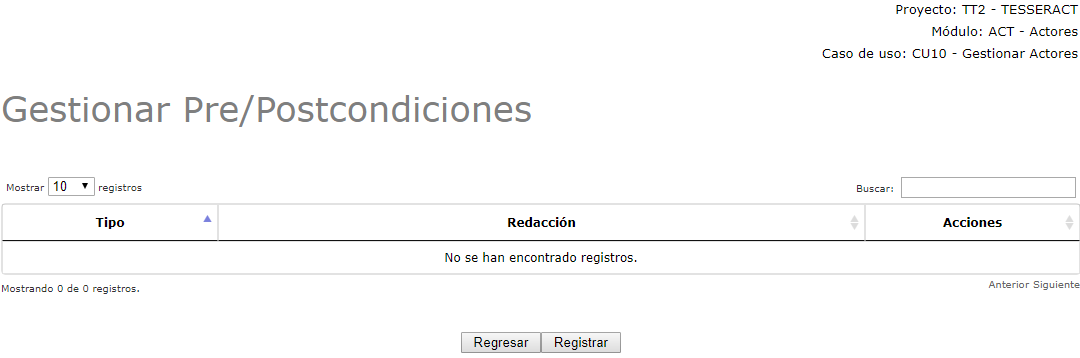 Proyecto: TT2 - TESSERACT
Módulo: ACT - Actores
Caso de uso: CU10 - Gestionar Actores
Gestionar Pre/Postcondiciones
Mostrar 10 registros Buscar:
Tipo Redacción Acciones
No se han encontrado registros.
Mostrando 0 de 0 registros. Anterior Siguiente
Regresar Registrar